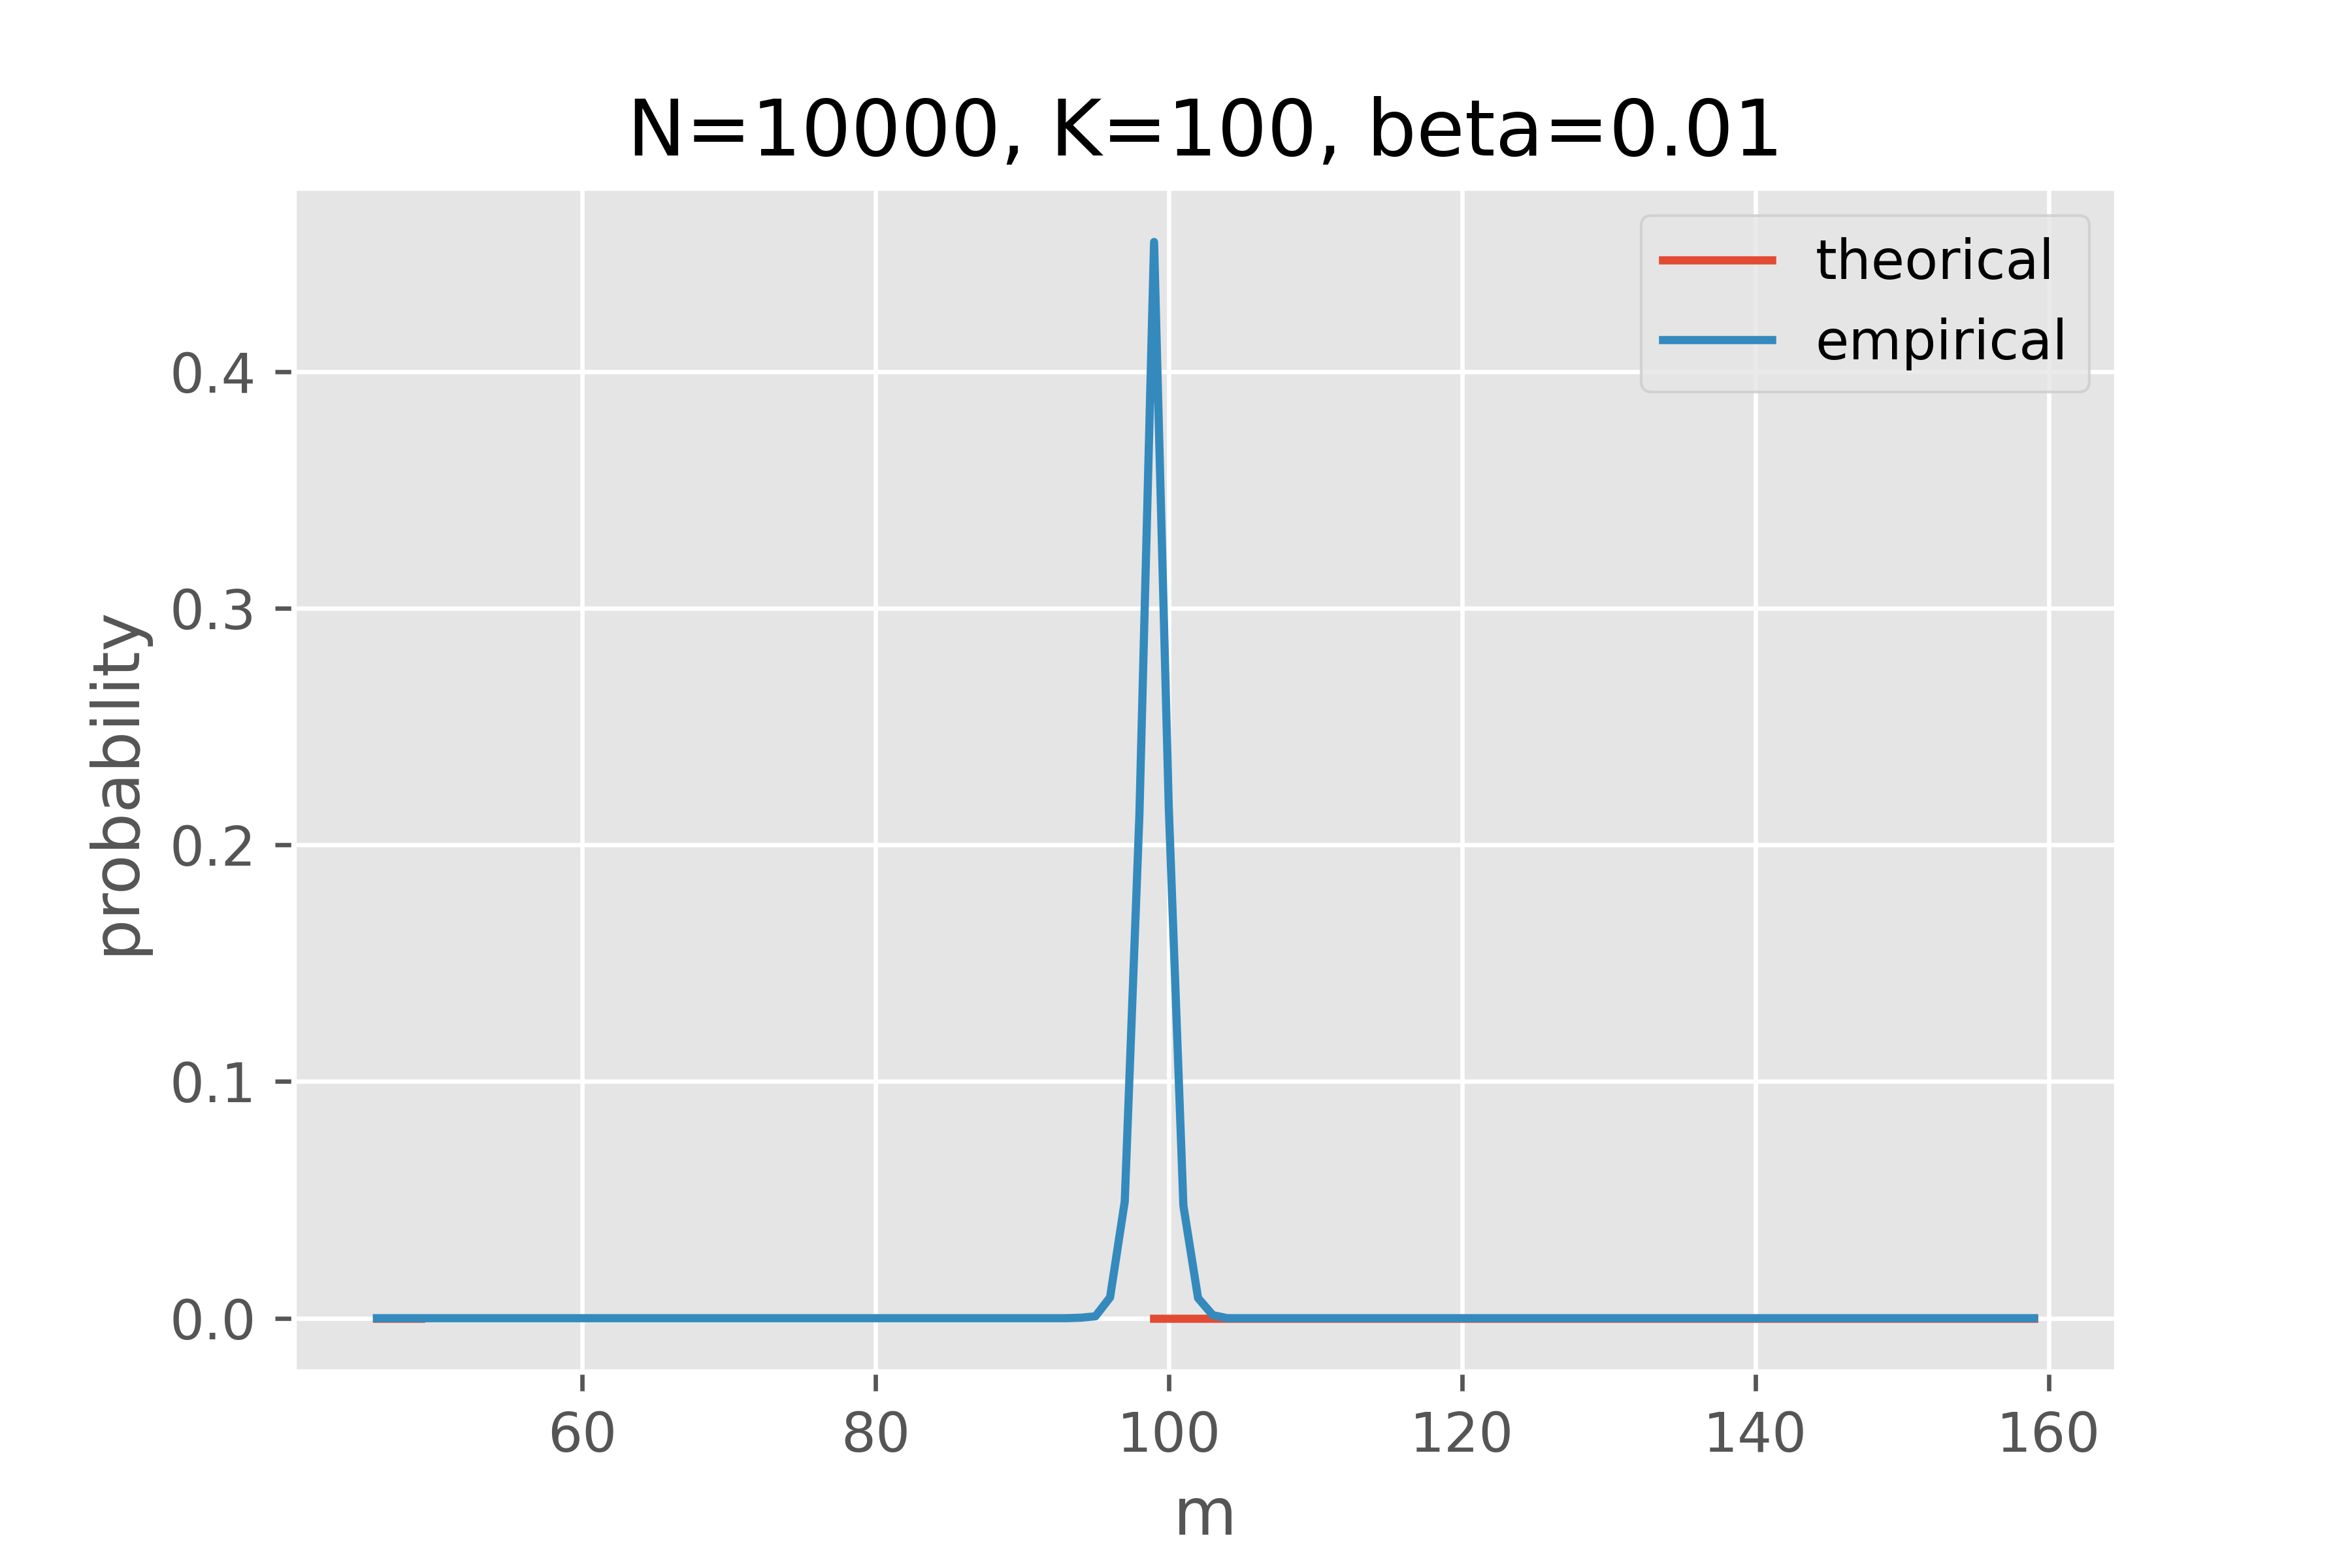 N=10000, K=100, beta=0.01
theorical
empirical
0.4
0.3
0.2
0.1
0.0
probability
60 80 100 120 140 160
m